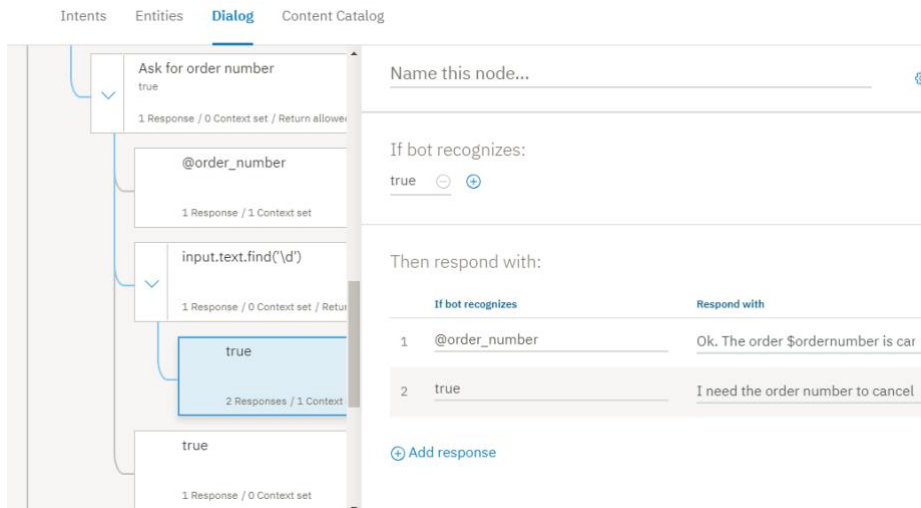 Intents Entities Dialog Content Catalog
Ask for order number
true
1 Response / 0 Context set / Return allowed
@order_number
1 Response / 1 Context set
input.text.find('\d')
1 Response / 0 Context set / Retur
true
2 Responses / 1 Context
true
1 Response / 0 Context set
Name this node...
If bot recognizes:
true
Then respond with:
If bot recognizes Respond with
1 @order_number Ok. The order $ordernumber is car
2 true I need the order number to cancel
Add response